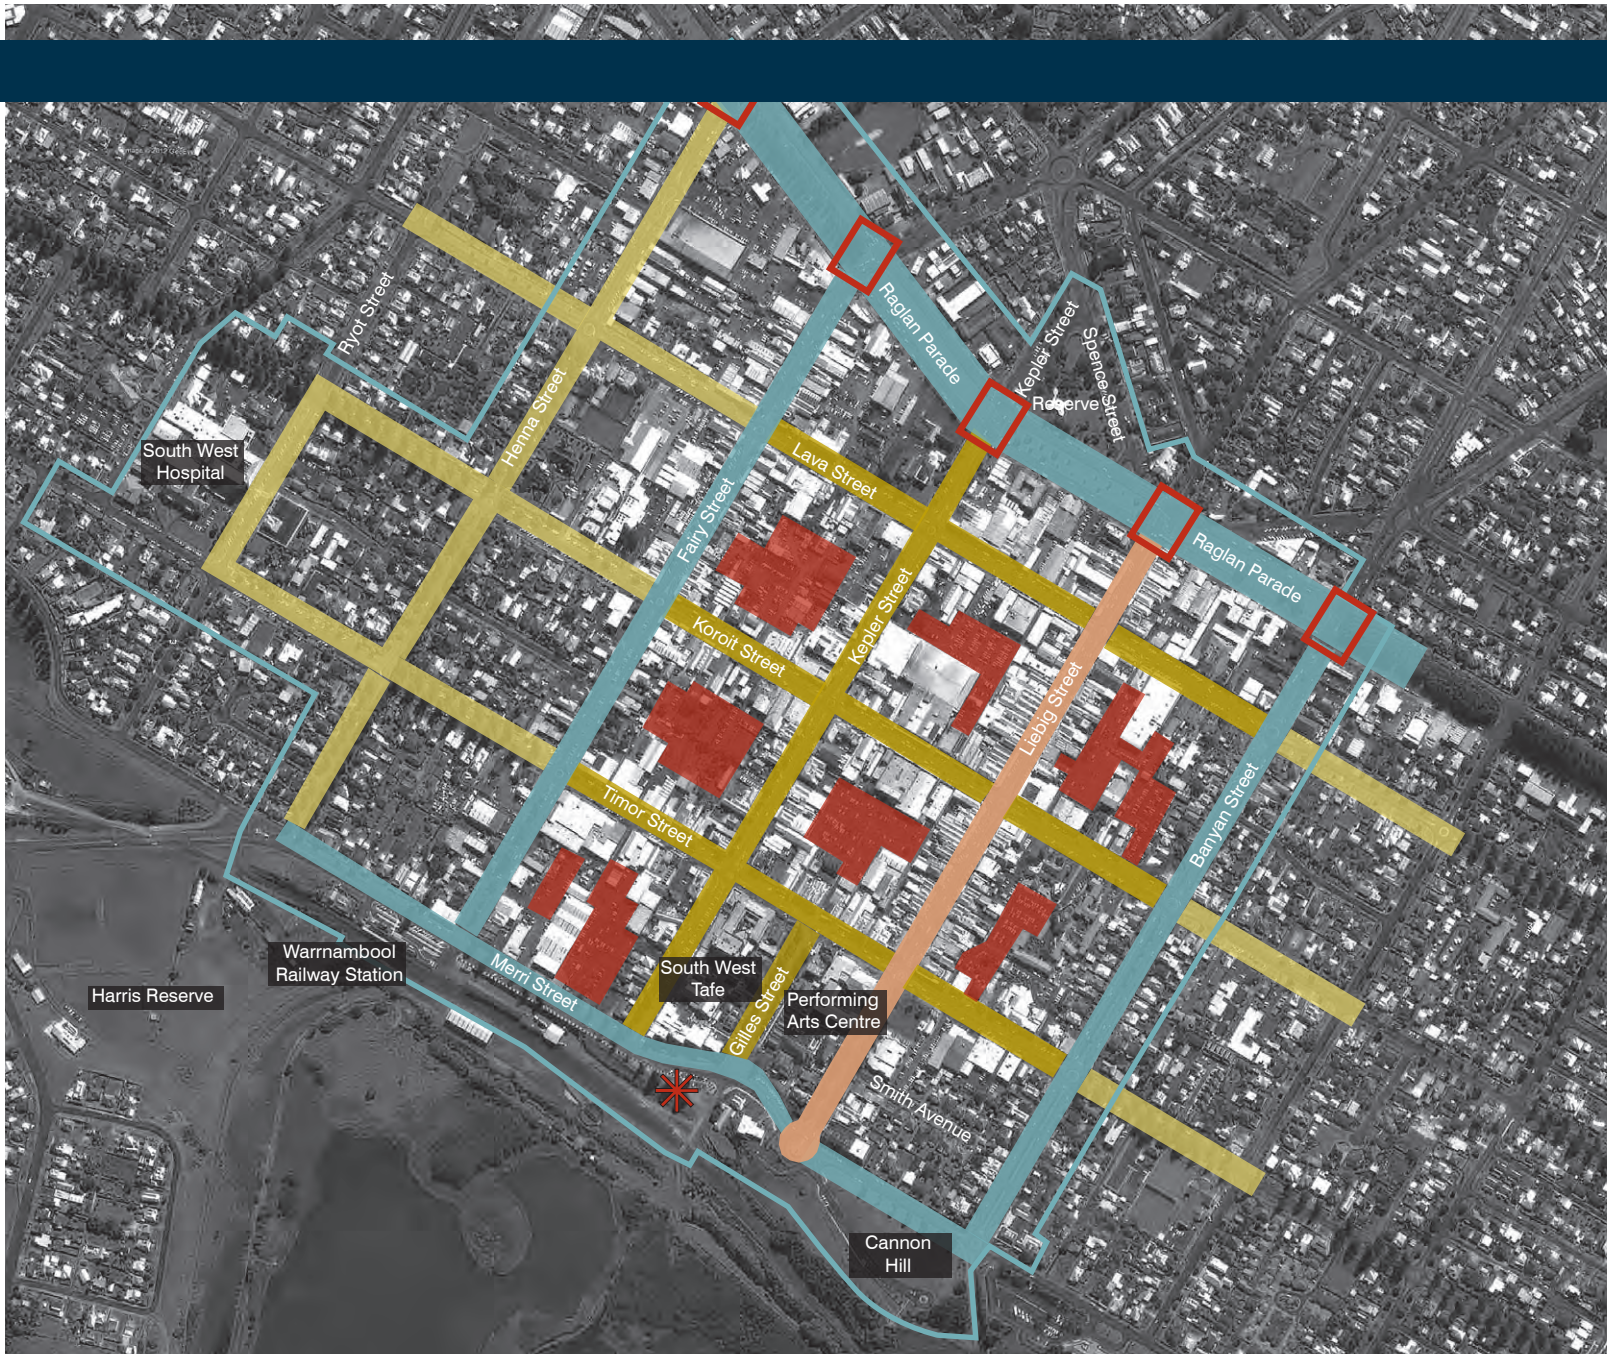 Ryot Street
Raglan Parade
Kepler Street
Spence Street
Reserve
Henna Street
South West
Hospital
Lava Street
Fairy Street
Raglan Parade
Kepler Street
Koroit Street
Liebig Street
Timor Street
Banyan Street
Warrnambool
Railway Station
Merri Street
South West
Tafe
Gilles Street
Performing
Arts Centre
Harris Reserve
Smith Avenue
Cannon
Hill